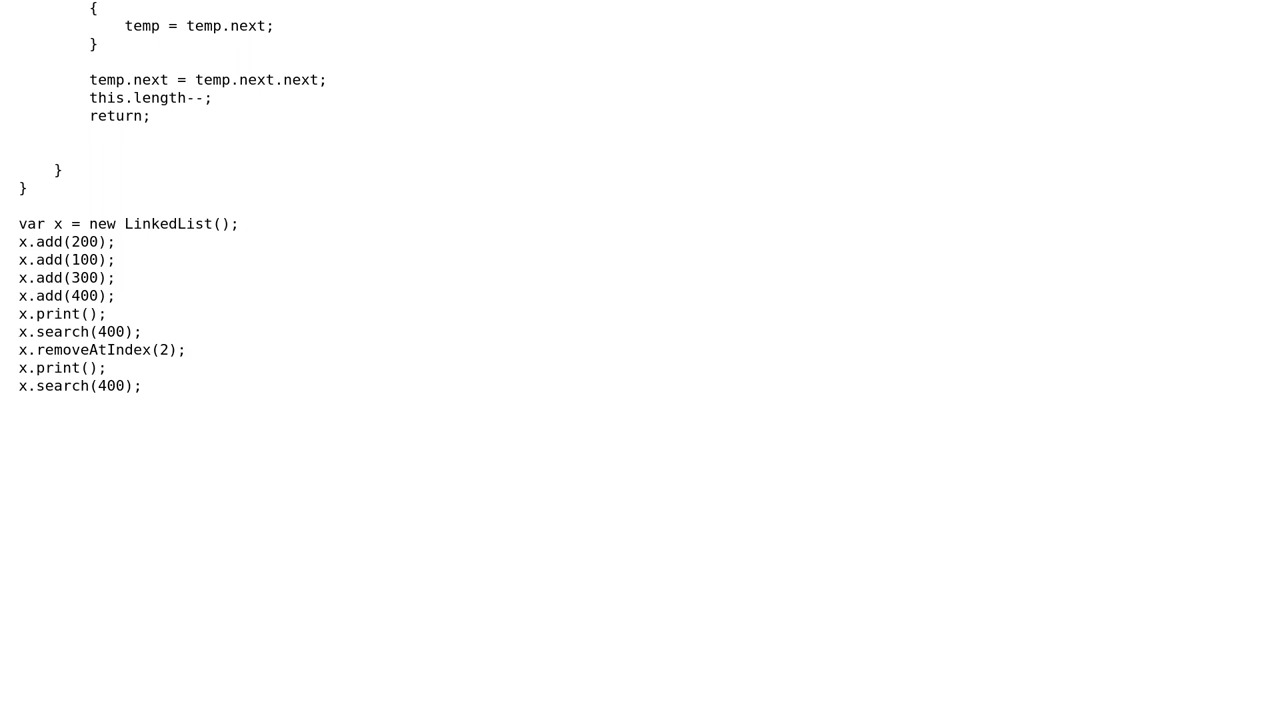 {
temp = temp.next;
}
temp.next = temp.next.next;
this.length--;
return;
}
}
var x = new LinkedList();
x.add(200);
x.add(100);
x.add(300);
x.add(400);
x.print();
x.search(400);
x.removeAtIndex(2);
x.print();
x.search(400);